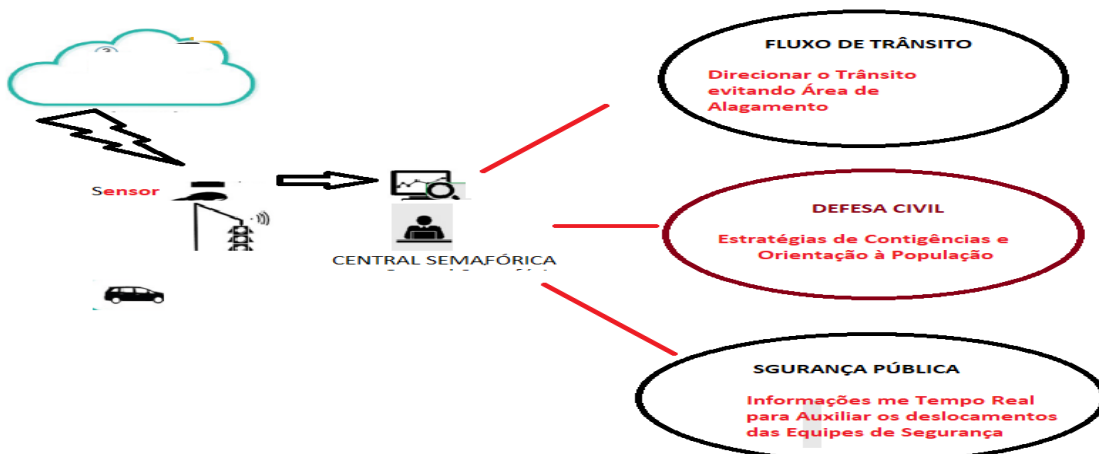 FLUXO DE TRÂNSITO
Direcionar o Trânsito
evitando Área de
Alagamento
Sensor
CENTRAL SEMAFÓRICA
DEFESA CIVIL
Estratégias de Contigências e
Orientação à População
SGURANÇA PÚBLICA
Informações me Tempo Real
para Auxiliar os deslocamentos
das Equipes de Segurança